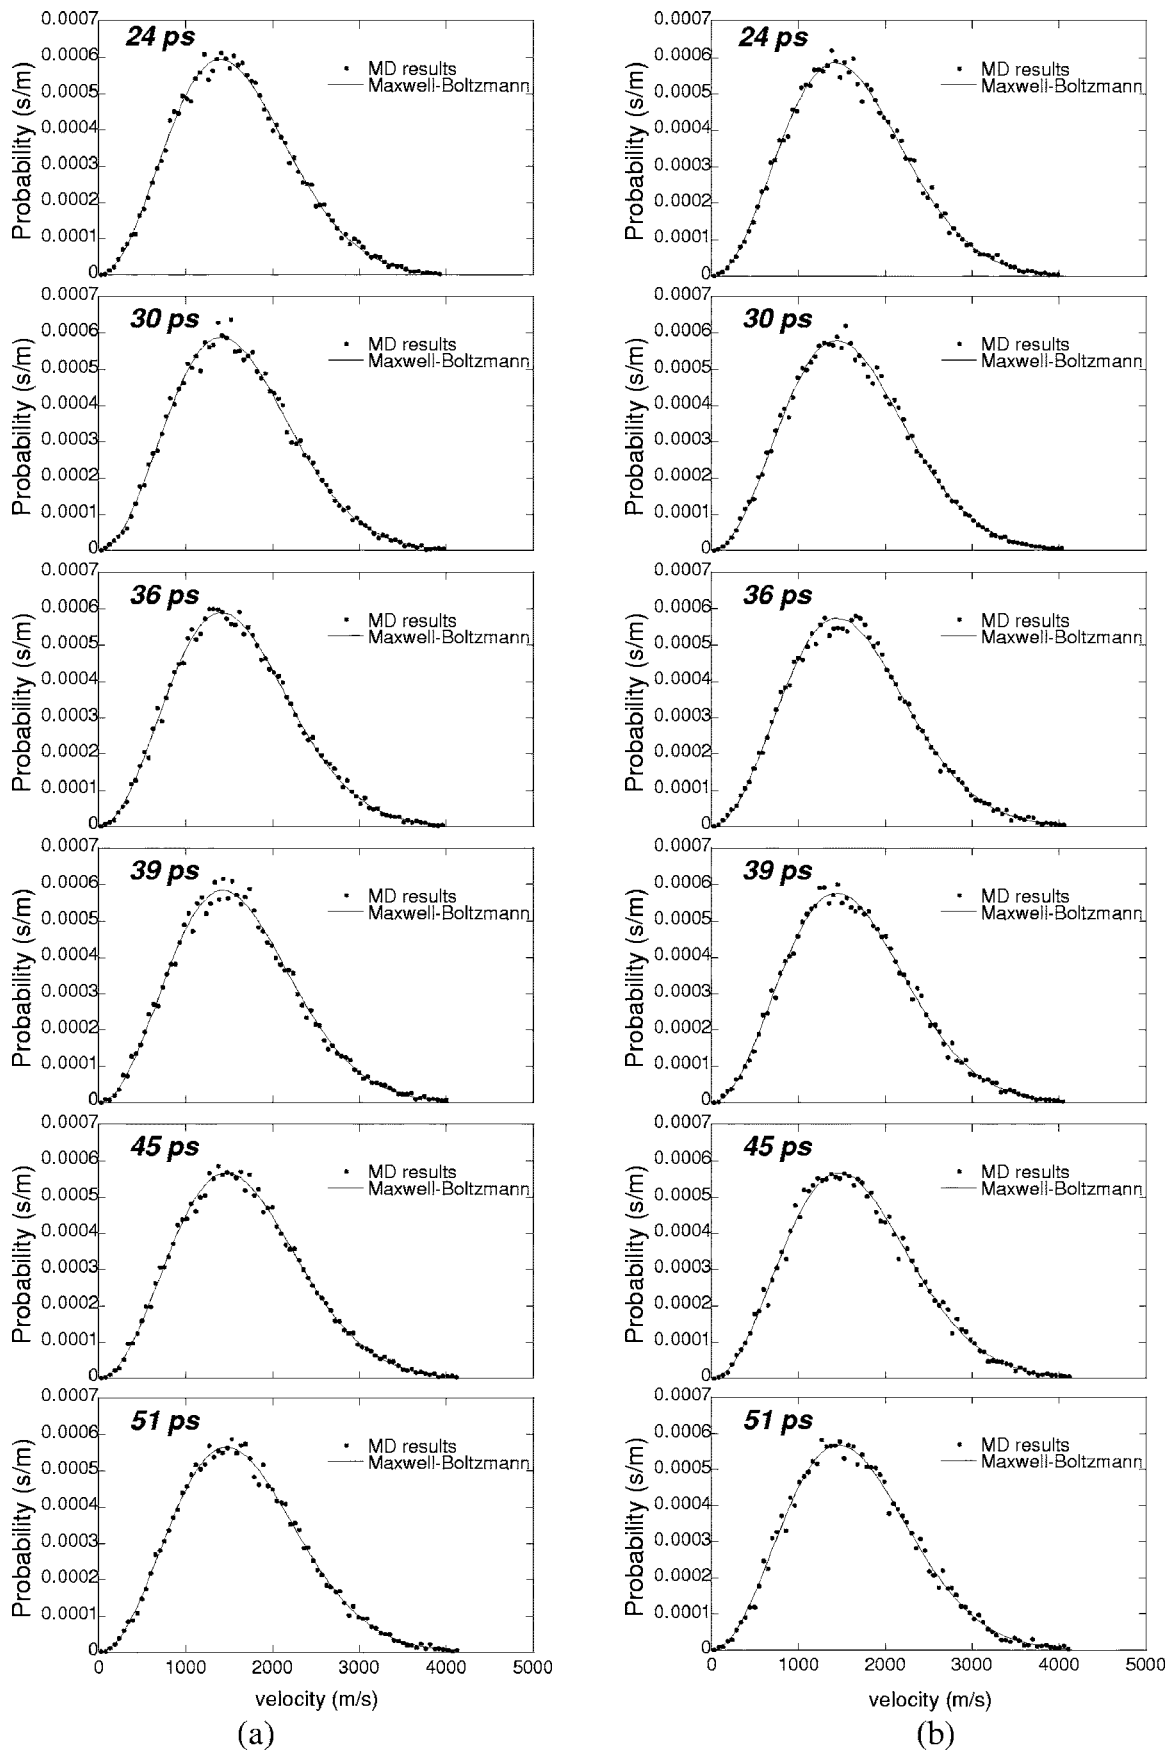 24 ps
MD results
Maxwell-Boltzmann
Probability (s/m)
0.0007
0.0006
0.0005
0.0004
0.0003
0.0002
0.0001
0
30 ps
MD results
Maxwell-Boltzmann
Probability (s/m)
0.0007
0.0006
0.0005
0.0004
0.0003
0.0002
0.0001
0
36 ps
MD results
Maxwell-Boltzmann
Probability (s/m)
0.0007
0.0006
0.0005
0.0004
0.0003
0.0002
0.0001
0
39 ps
MD results
Maxwell-Boltzmann
Probability (s/m)
0.0007
0.0006
0.0005
0.0004
0.0003
0.0002
0.0001
0
45 ps
MD results
Maxwell-Boltzmann
Probability (s/m)
0.0007
0.0006
0.0005
0.0004
0.0003
0.0002
0.0001
0
51 ps
MD results
Maxwell-Boltzmann
Probability (s/m)
0.0007
0.0006
0.0005
0.0004
0.0003
0.0002
0.0001
0
0 1000 2000 3000 4000 5000
velocity (m/s)
(a)
24 ps
MD results
Maxwell-Boltzmann
Probability (s/m)
0.0007
0.0006
0.0005
0.0004
0.0003
0.0002
0.0001
0
30 ps
MD results
Maxwell-Boltzmann
Probability (s/m)
0.0007
0.0006
0.0005
0.0004
0.0003
0.0002
0.0001
0
36 ps
MD results
Maxwell-Boltzmann
Probability (s/m)
0.0007
0.0006
0.0005
0.0004
0.0003
0.0002
0.0001
0
39 ps
MD results
Maxwell-Boltzmann
Probability (s/m)
0.0007
0.0006
0.0005
0.0004
0.0003
0.0002
0.0001
0
45 ps
MD results
Maxwell-Boltzmann
Probability (s/m)
0.0007
0.0006
0.0005
0.0004
0.0003
0.0002
0.0001
0
51 ps
MD results
Maxwell-Boltzmann
Probability (s/m)
0.0007
0.0006
0.0005
0.0004
0.0003
0.0002
0.0001
0
0 1000 2000 3000 4000 5000
velocity (m/s)
(b)